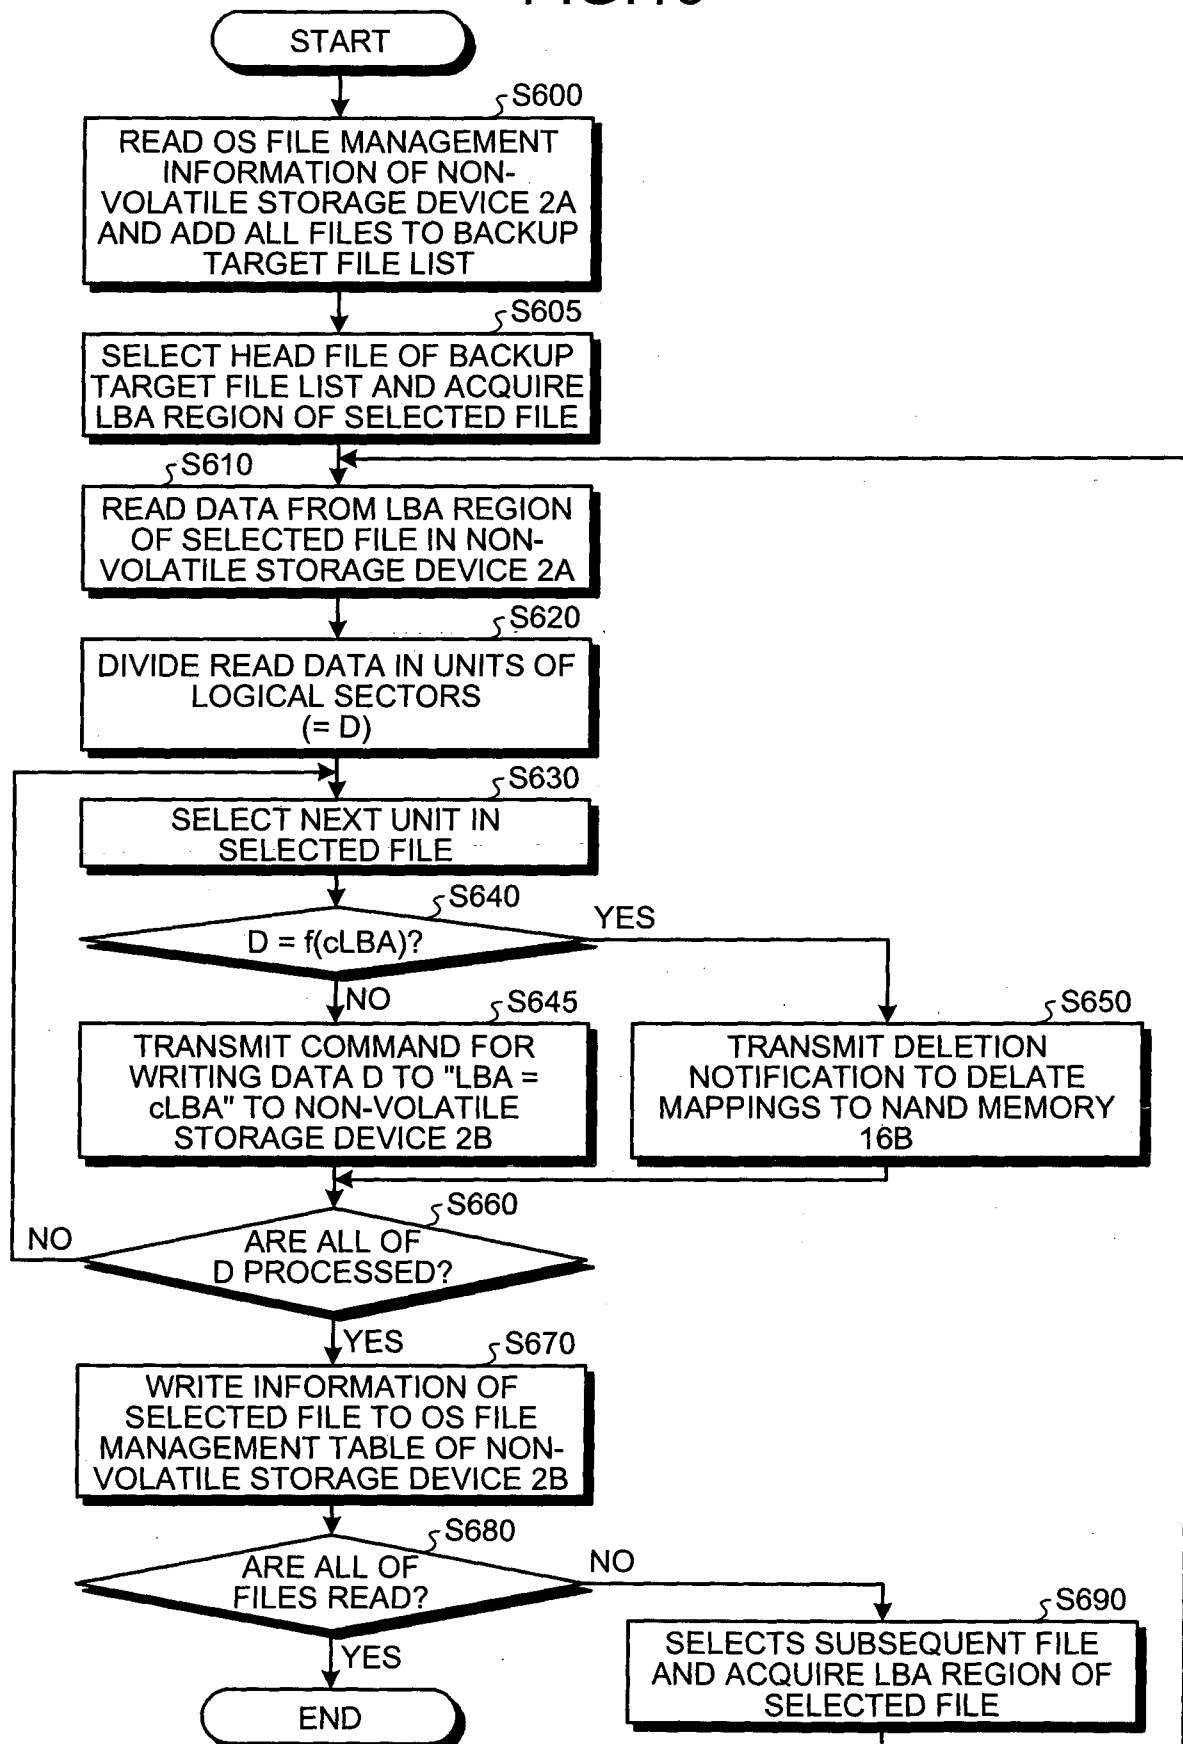 START
S600
READ OS FILE MANAGEMENT
INFORMATION OF NON-
VOLATILE STORAGE DEVICE 2A
AND ADD ALL FILES TO BACKUP
TARGET FILE LIST
S605
SELECT HEAD FILE OF BACKUP
TARGET FILE LIST AND ACQUIRE
LBA REGION OF SELECTED FILE
S610
READ DATA FROM LBA REGION
OF SELECTED FILE IN NON-
VOLATILE STORAGE DEVICE 2A
S620
DIVIDE READ DATA IN UNITS OF
LOGICAL SECTORS
(= D)
S630
SELECT NEXT UNIT IN
SELECTED FILE
S640
D = f(cLBA)?
YES
NO
S645
TRANSMIT COMMAND FOR
WRITING DATA D TO "LBA =
cLBA" TO NON-VOLATILE
STORAGE DEVICE 2B
S650
TRANSMIT DELETION
NOTIFICATION TO DELATE
MAPPINGS TO NAND MEMORY
16B
S660
ARE ALL OF
D PROCESSED?
NO
YES
S670
WRITE INFORMATION OF
SELECTED FILE TO OS FILE
MANAGEMENT TABLE OF NON-
VOLATILE STORAGE DEVICE 2B
S680
ARE ALL OF
FILES READ?
NO
YES
S690
SELECTS SUBSEQUENT FILE
AND ACQUIRE LBA REGION OF
SELECTED FILE
END